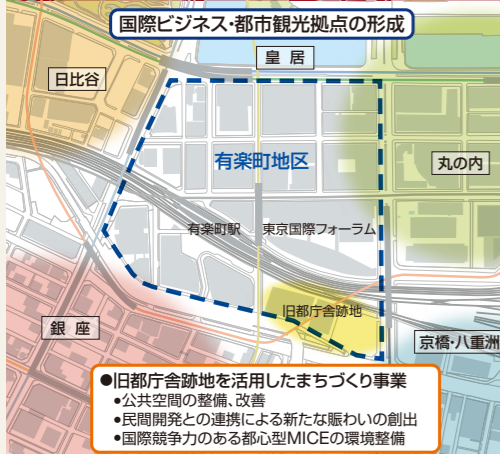 国際ビジネス・都市観光拠点の形成
皇 居
日比谷
有楽町地区
丸の内
有楽町駅
東京国際フォーラム
旧都庁舎跡地
銀 座
京橋・八重洲
●旧都庁舎跡地を活用したまちづくり事業
•公共空間の整備、改善
•民間開発との連携による新たな賑わいの創出
•国際競争力のある都心型MICEの環境整備